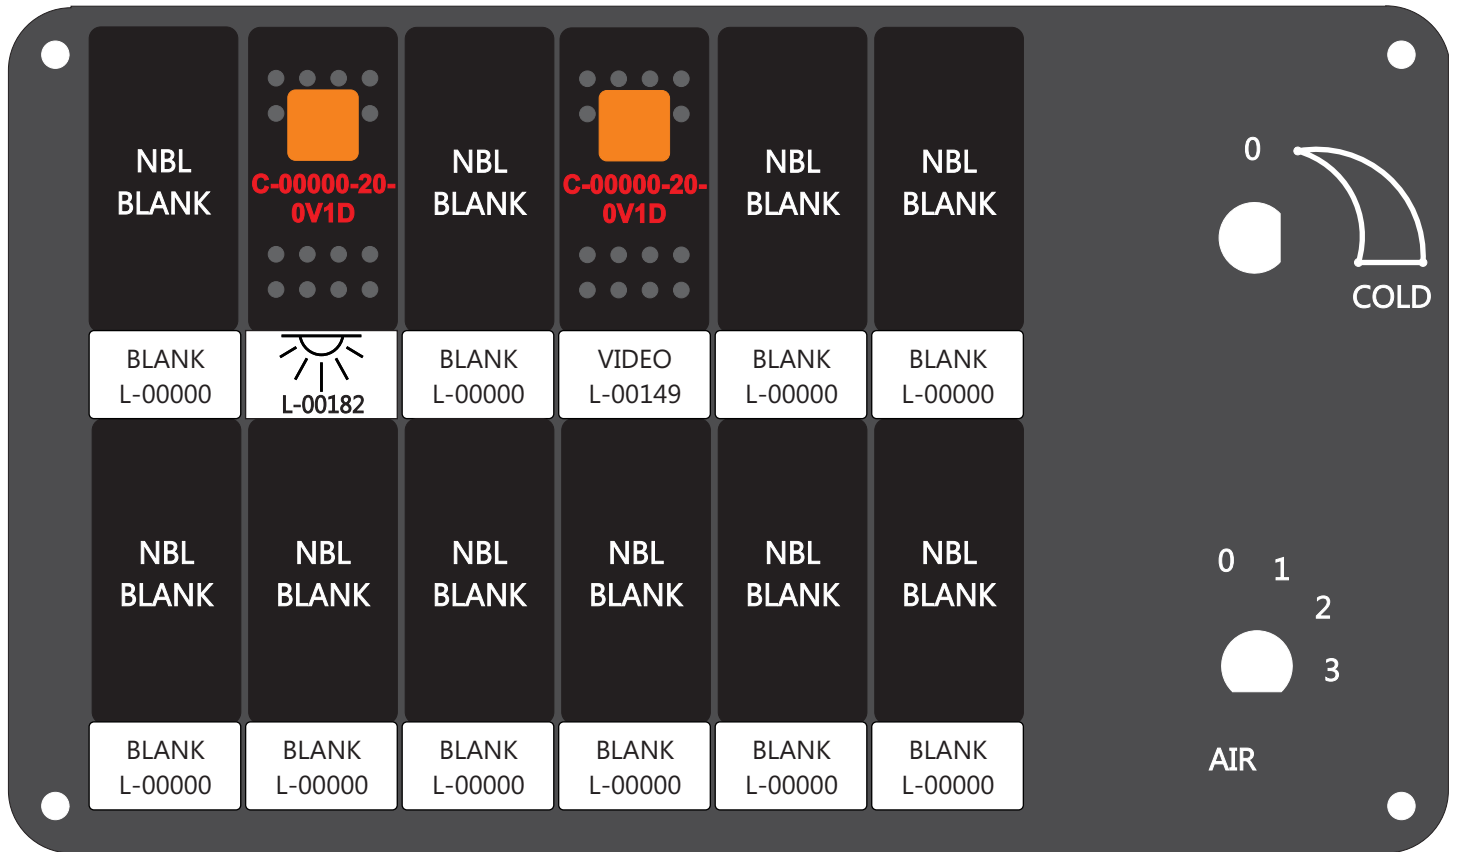 NBL
BLANK
C-00000-20-
0V1D
NBL
BLANK
C-00000-20-
0V1D
NBL
BLANK
NBL
BLANK
0
COLD
BLANK
L-00000
L-00182
BLANK
L-00000
VIDEO
L-00149
BLANK
L-00000
BLANK
L-00000
NBL
BLANK
NBL
BLANK
NBL
BLANK
NBL
BLANK
NBL
BLANK
NBL
BLANK
0
1
2
3
AIR
BLANK
L-00000
BLANK
L-00000
BLANK
L-00000
BLANK
L-00000
BLANK
L-00000
BLANK
L-00000